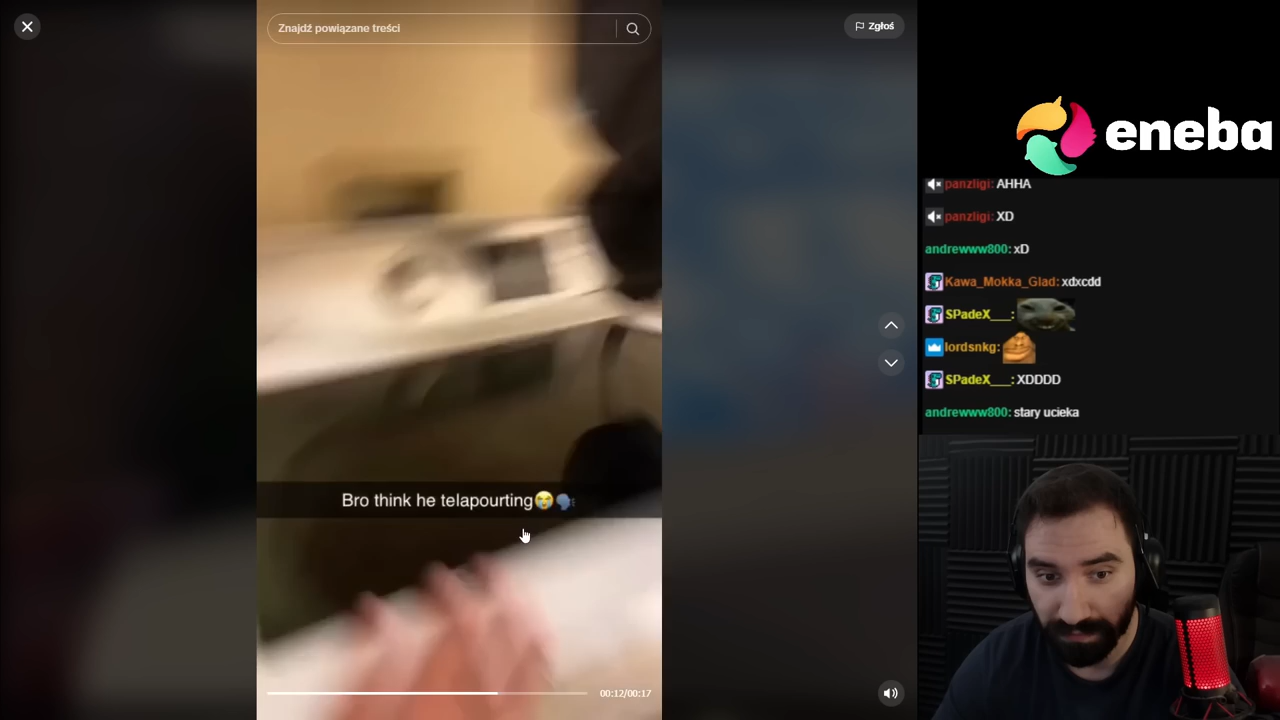 Znajdź powiązane treści
Zgłoś
eneba
panzligi: AHHA
panzligi: XD
andrewww800: xD
Kawa_Mokka_Glad: xdxcdd
SPadeX___:
lordsnkg:
SPadeX___: XDDDD
andrewww800: stary ucieka
Bro think he telapourting😭🗣️
00:12/00:17